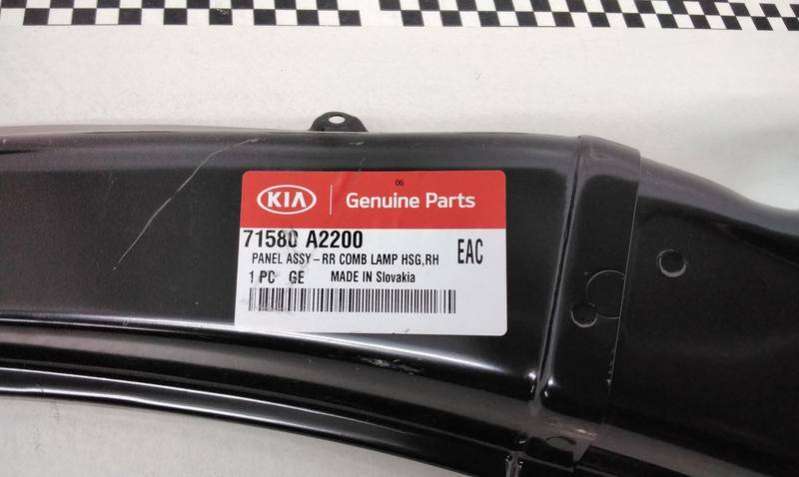 06
KIA Genuine Parts
71580 A2200
PANEL ASSY-RR COMB LAMP HSG,RH
EAC
1 PC GE MADE IN Slovakia